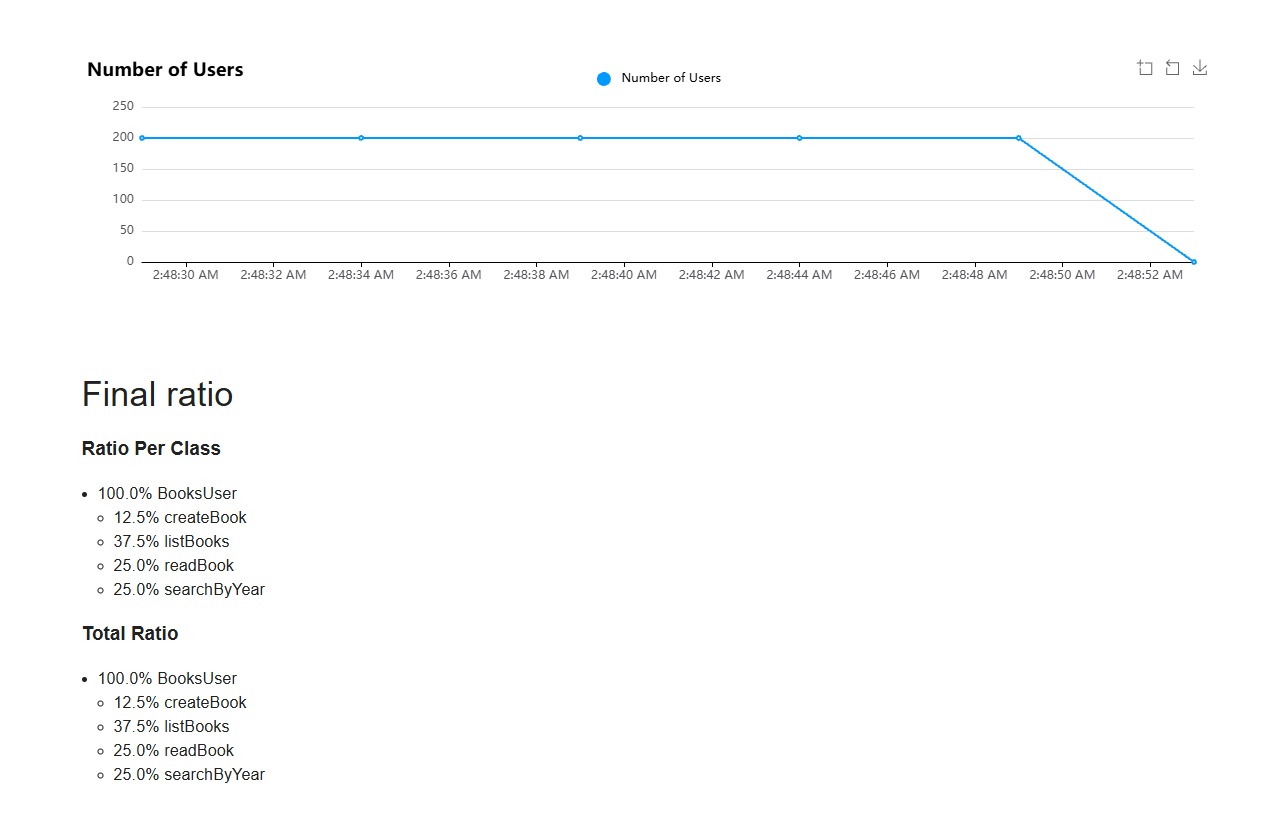 Number of Users
Number of Users
250
200
150
100
50
0
2:48:30 AM 2:48:32 AM 2:48:34 AM 2:48:36 AM 2:48:38 AM 2:48:40 AM 2:48:42 AM 2:48:44 AM 2:48:46 AM 2:48:48 AM 2:48:50 AM 2:48:52 AM
Final ratio
Ratio Per Class
100.0% BooksUser
12.5% createBook
37.5% listBooks
25.0% readBook
25.0% searchByYear
Total Ratio
100.0% BooksUser
12.5% createBook
37.5% listBooks
25.0% readBook
25.0% searchByYear